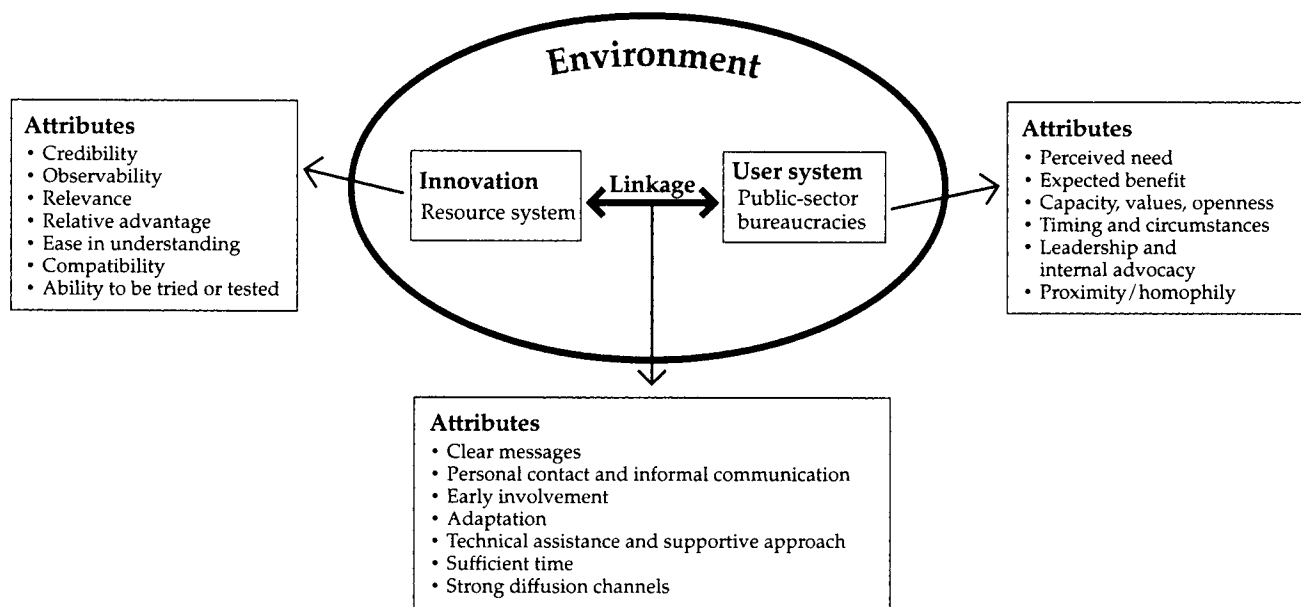 Environment
Attributes
• Credibility
• Observability
• Relevance
• Relative advantage
• Ease in understanding
• Compatibility
• Ability to be tried or tested
Innovation
Resource system
Linkage
User system
Public-sector
bureaucracies
Attributes
• Perceived need
• Expected benefit
• Capacity, values, openness
• Timing and circumstances
• Leadership and
internal advocacy
• Proximity/homophily
Attributes
• Clear messages
• Personal contact and informal communication
• Early involvement
• Adaptation
• Technical assistance and supportive approach
• Sufficient time
• Strong diffusion channels